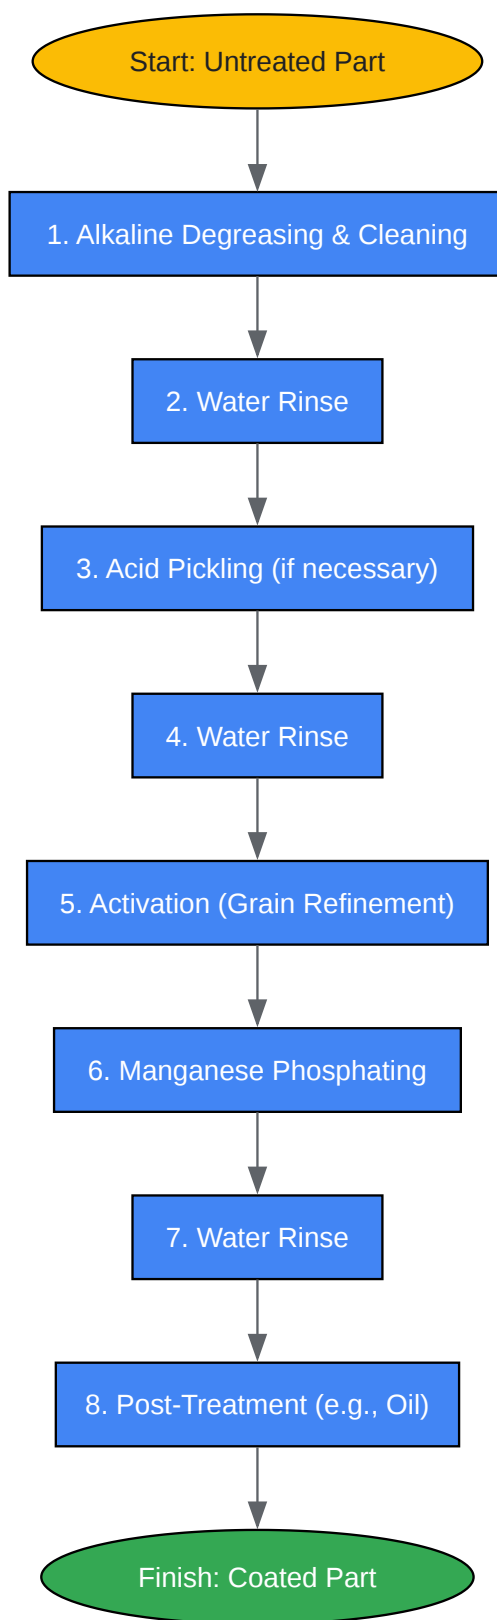 Start: Untreated Part
1. Alkaline Degreasing & Cleaning
2. Water Rinse
3. Acid Pickling (if necessary)
4. Water Rinse
5. Activation (Grain Refinement)
6. Manganese Phosphating
7. Water Rinse
8. Post-Treatment (e.g., Oil)
Finish: Coated Part